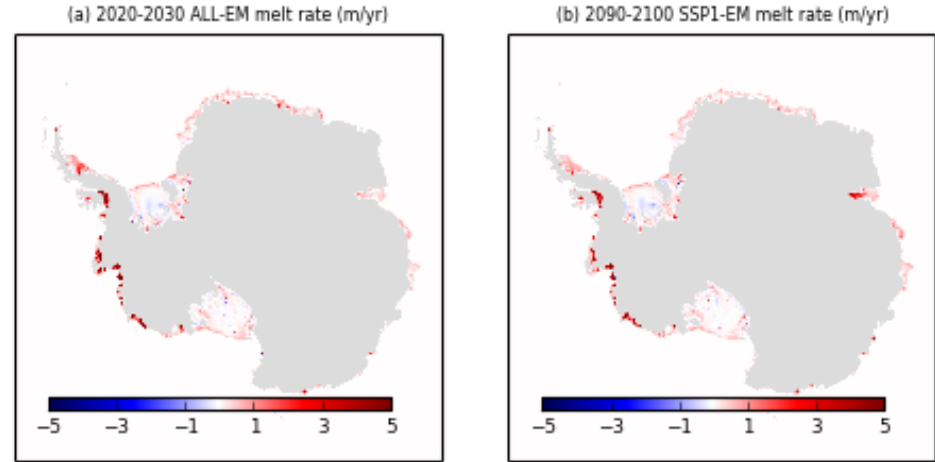 (a) 2020-2030 ALL-EM melt rate (m/yr)
(b) 2090-2100 SSP1-EM melt rate (m/yr)
−5 −3 −1 1 3 5
−5 −3 −1 1 3 5